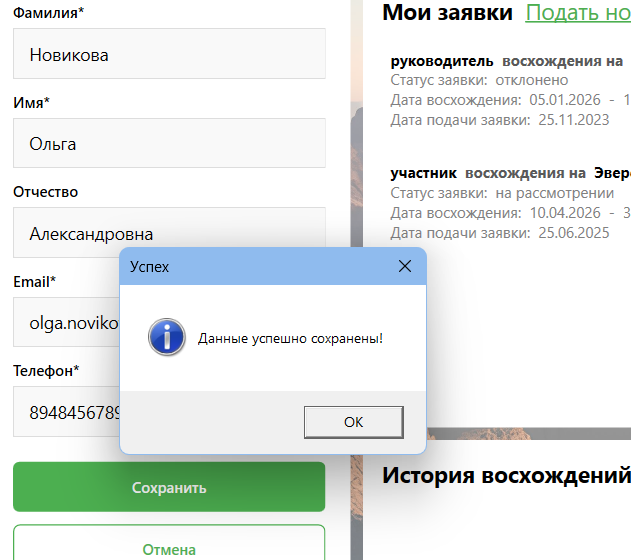 Фамилия*
Новикова
Имя*
Ольга
Отчество
Александровна
Email*
olga.noviko
Телефон*
8948456789
Сохранить
Отмена
Мои заявки Подать но
руководитель восхождения на
Статус заявки: отклонено
Дата восхождения: 05.01.2026 - 1
Дата подачи заявки: 25.11.2023
участник восхождения на Эвер
Статус заявки: на рассмотрении
Дата восхождения: 10.04.2026 - 3
Дата подачи заявки: 25.06.2025
История восхождений
Успех
Данные успешно сохранены!
ОК